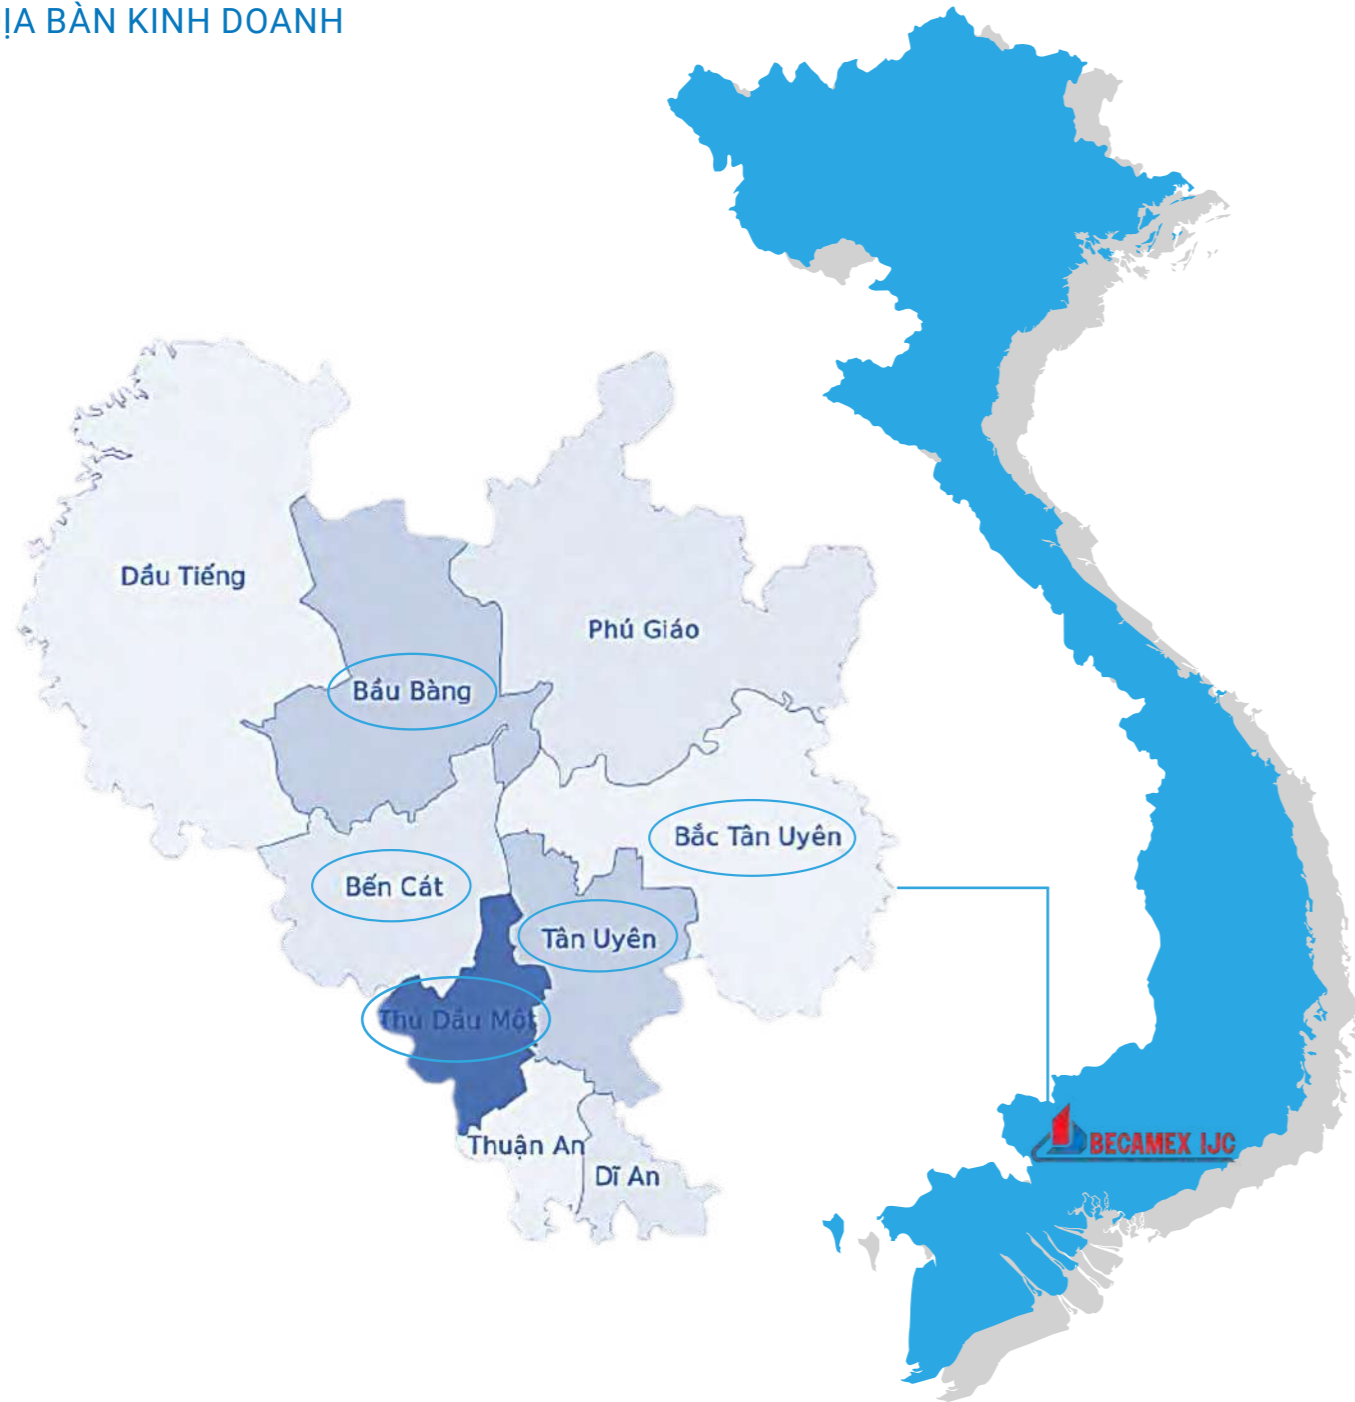 ỊA BÀN KINH DOANH
Dầu Tiếng
Phú Giáo
Bầu Bàng
Bắc Tân Uyên
Bến Cát
Tân Uyên
Thủ Dầu Một
BECAMEX IJC
Thuận An
Dĩ An